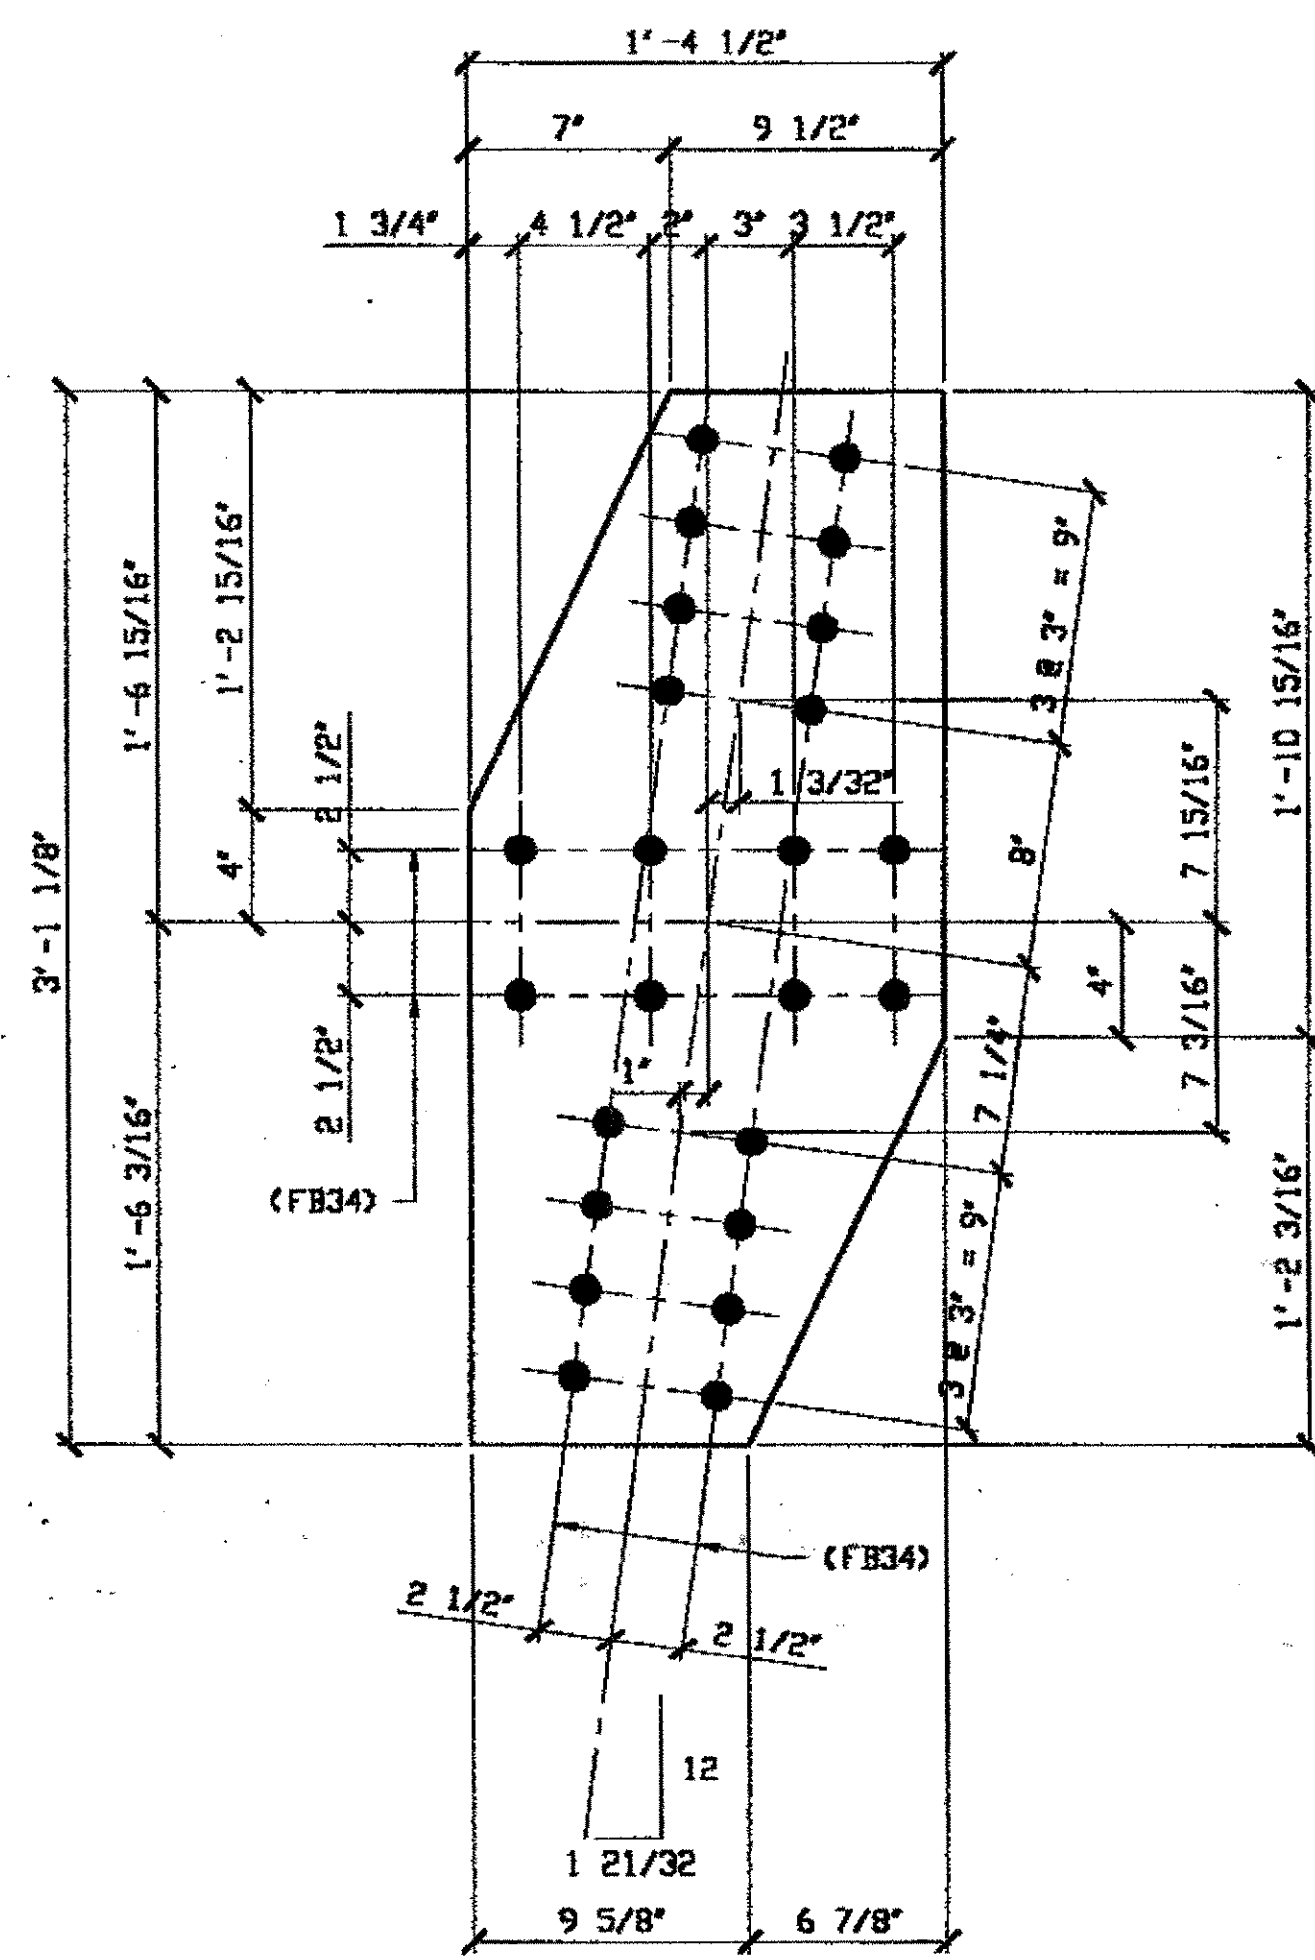 1'-4 1/2"
7" 9 1/2"
1 3/4" 4 1/2" 2" 3" 3 1/2"
3'-1 1/8"
1'-6 15/16"
1'-6 3/16"
1'-2 15/16"
4"
2 1/2"
2 1/2"
(FB34)
1 3/32"
1"
3 @ 3" = 9"
8"
7 1/4"
3 @ 3" = 9"
4"
7 15/16"
7 3/16"
1'-10 15/16"
1'-2 3/16"
(FB34)
2 1/2" 2 1/2"
12
1 21/32
9 5/8" 6 7/8"